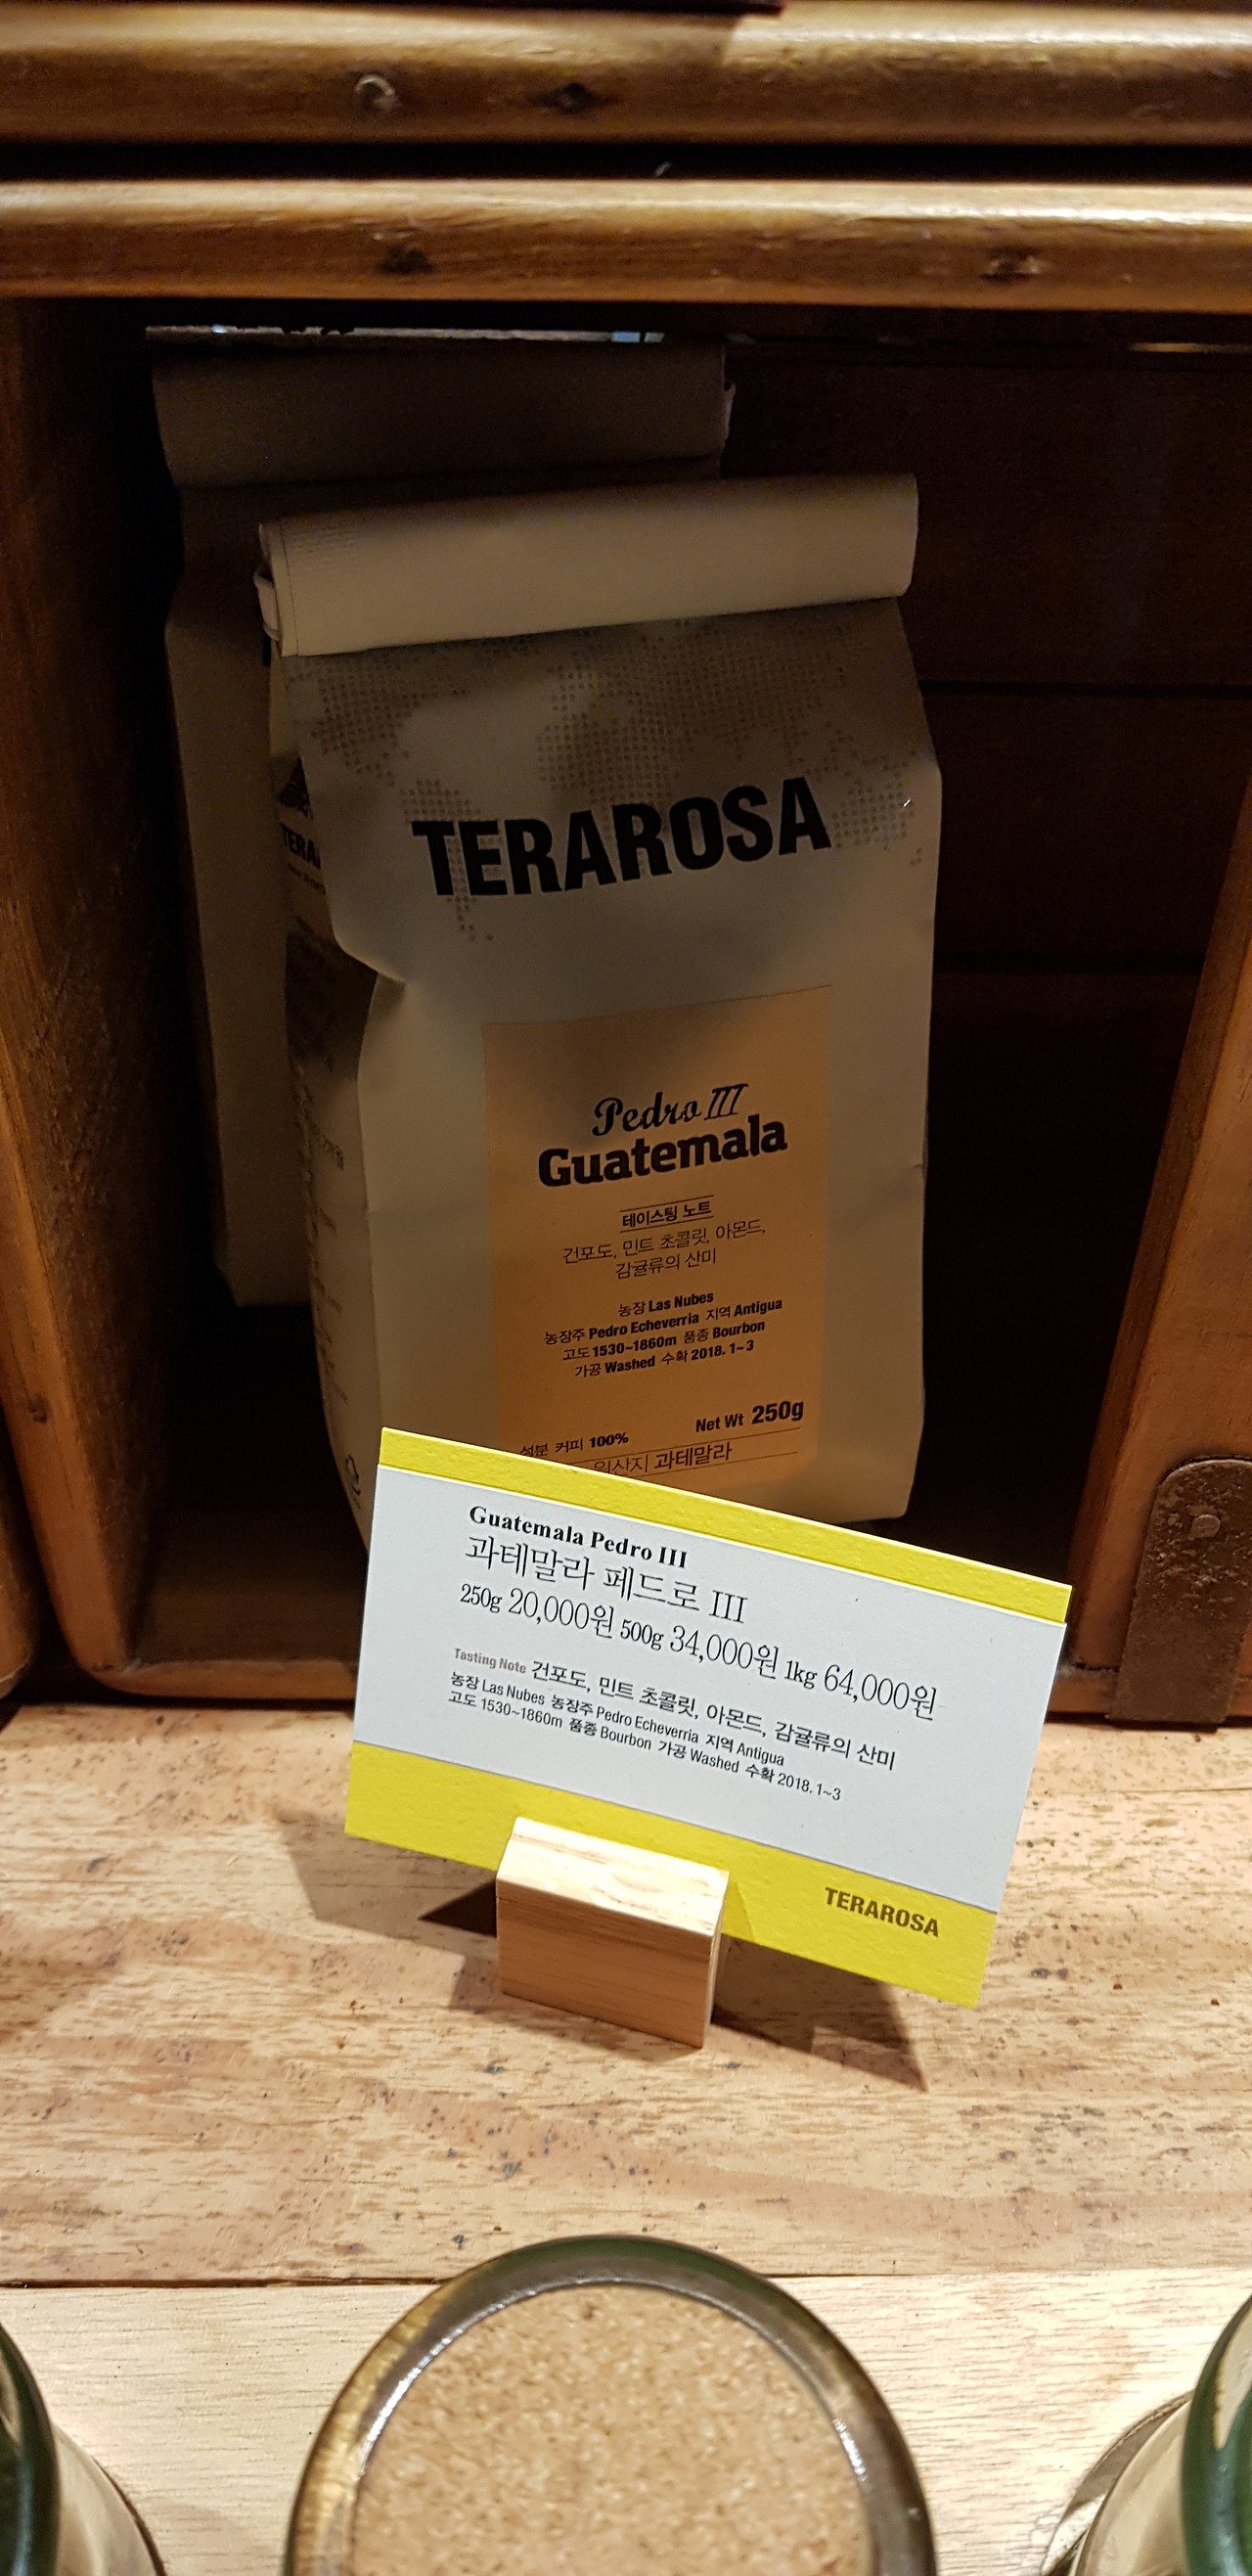 TERAROSA
Pedro III
Guatemala
테이스팅 노트
건포도, 민트 초콜릿, 아몬드,
감귤류의 산미
농장 Las Nubes
농장주 Pedro Echeverria 지역 Antigua
고도 1530~1860m 품종 Bourbon
가공 Washed 수확 2018. 1~3
Net Wt 250g
커피 100%
원산지 과테말라
Guatemala Pedro III
과테말라 페드로 III
250g 20,000원 500g 34,000원 1kg 64,000원
Tasting Note 건포도, 민트 초콜릿, 아몬드, 감귤류의 산미
농장 Las Nubes 농장주 Pedro Echeverria 지역 Antigua
고도 1530~1860m 품종 Bourbon 가공 Washed 수확 2018. 1~3
TEROROSA